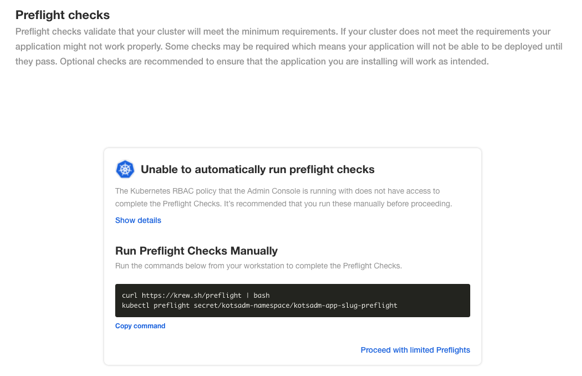 Preflight checks
Preflight checks validate that your cluster will meet the minimum requirements. If your cluster does not meet the requirements your
application might not work properly. Some checks may be required which means your application will not be able to be deployed until
they pass. Optional checks are recommended to ensure that the application you are installing will work as intended.
Unable to automatically run preflight checks
The Kubernetes RBAC policy that the Admin Console is running with does not have access to
complete the Preflight Checks. It's recommended that you run these manually before proceeding.
Show details
Run Preflight Checks Manually
Run the commands below from your workstation to complete the Preflight Checks.
curl https://krew.sh/preflight | bash
kubectl preflight secret/kotsadm-namespace/kotsadm-app-slug-preflight
Copy command
Proceed with limited Preflights